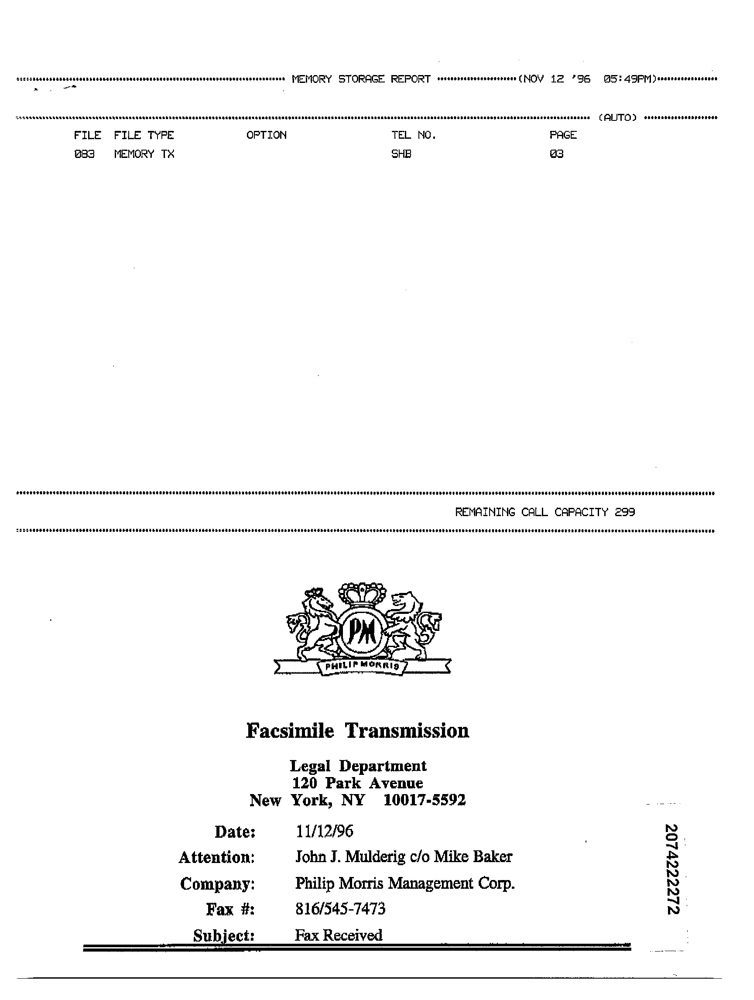 MEMORY STORAGE REPORT (NOV 12 '96 05:49PM)
(AUTO)
FILE FILE TYPE OPTION TEL NO. PAGE
083 MEMORY TX SHB 03
REMAINING CALL CAPACITY 299
PM
PHILIP MORRIS
Facsimile Transmission
Legal Department
120 Park Avenue
New York, NY 10017-5592
Date: 11/12/96
Attention: John J. Mulderig c/o Mike Baker
Company: Philip Morris Management Corp.
Fax #: 816/545-7473
Subject: Fax Received
2074222272